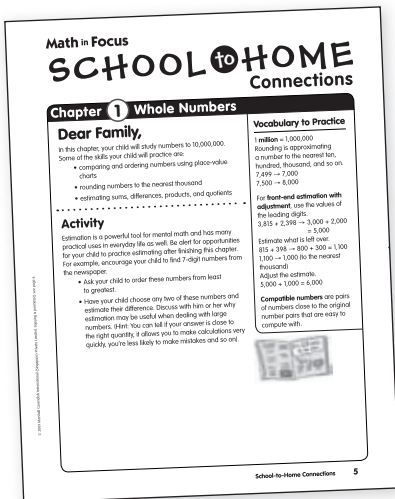 Math in Focus
SCHOOL to HOME
Connections
Chapter 1 Whole Numbers
Dear Family,
In this chapter, your child will study numbers to 10,000,000.
Some of the skills your child will practice are:
• comparing and ordering numbers using place-value
charts
• rounding numbers to the nearest thousand
• estimating sums, differences, products, and quotients
Activity
Estimation is a powerful tool for mental math and has many
practical uses in everyday life as well. Be alert for opportunities
for your child to practice estimating after finishing this chapter.
For example, encourage your child to find 7-digit numbers from
the newspaper.
• Ask your child to order these numbers from least
to greatest.
• Have your child choose any two of these numbers and
estimate their difference. Discuss with him or her why
estimation may be useful when dealing with large
numbers. (Hint: You can tell if your answer is close to
the right quantity, it allows you to make calculations very
quickly, you're less likely to make mistakes and so on).
Vocabulary to Practice
1 million = 1,000,000
Rounding is approximating
a number to the nearest ten,
hundred, thousand, and so on.
7,499 → 7,000
7,500 → 8,000
For front-end estimation with
adjustment, use the values of
the leading digits.
3,815 + 2,398 → 3,000 + 2,000
= 5,000
Estimate what is left over.
815 + 398 → 800 + 300 = 1,100
1,100 → 1,000 (to the nearest
thousand)
Adjust the estimate.
5,000 + 1,000 = 6,000
Compatible numbers are pairs
of numbers close to the original
number pairs that are easy to
compute with.
School-to-Home Connections 5